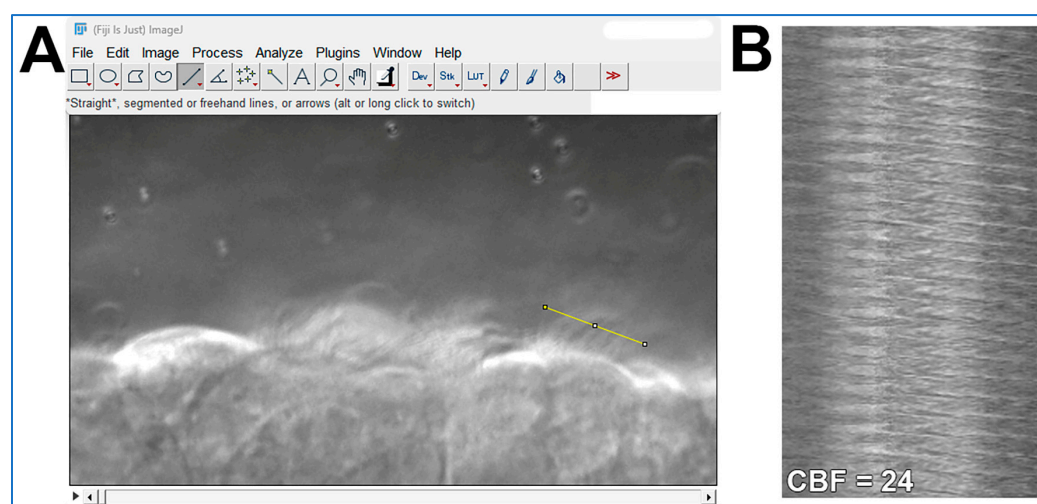 A
(Fiji Is Just) ImageJ
File Edit Image Process Analyze Plugins Window Help
Dev Stk LUT
"Straight", segmented or freehand lines, or arrows (alt or long click to switch)
B
CBF = 24